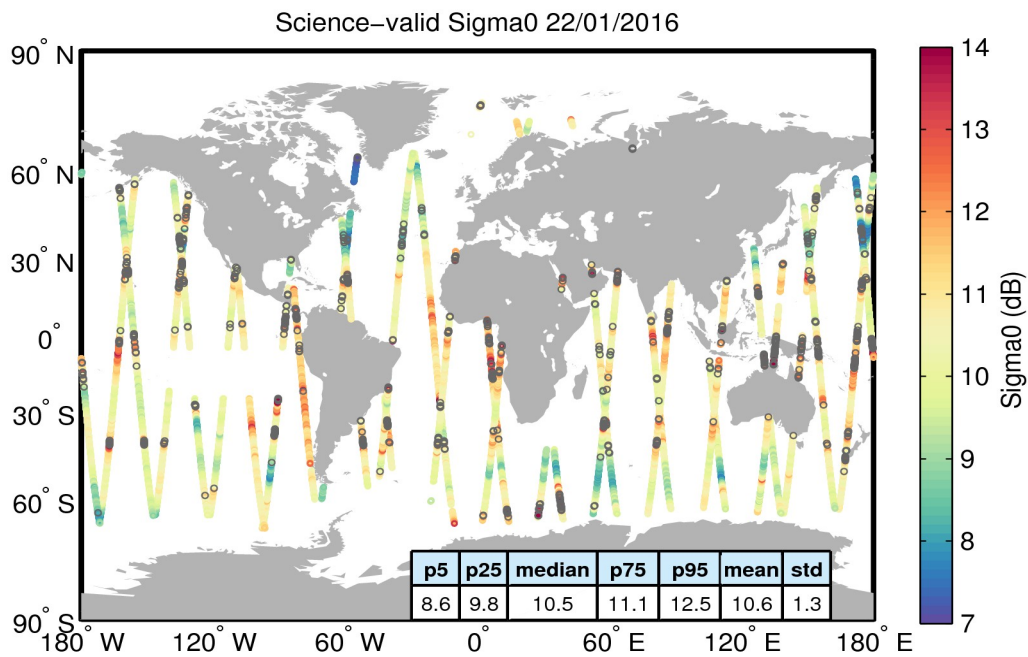 Science−valid Sigma0 22/01/2016
90° N
60° N
30° N
0°
30° S
60° S
90° S
180° W
120° W
60° W
0°
60° E
120° E
180° E
p5 p25 median p75 p95 mean std
8.6 9.8 10.5 11.1 12.5 10.6 1.3
14
13
12
11
10
9
8
7
Sigma0 (dB)